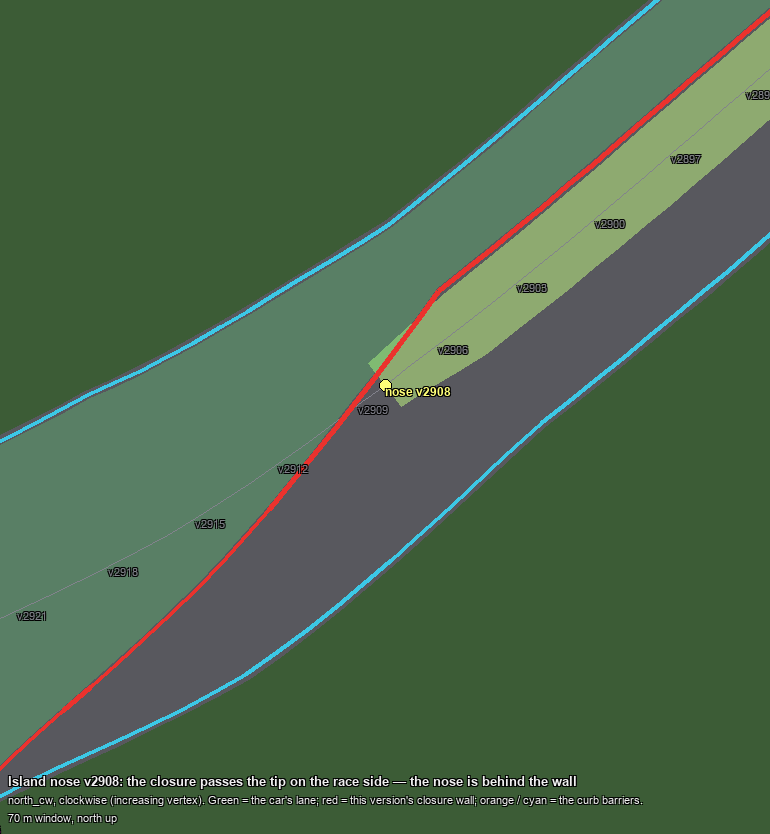 v289
v2897
v2900
v2903
v2906
nose v2908
v2909
v2912
v2915
v2918
v2921
Island nose v2908: the closure passes the tip on the race side — the nose is behind the wall
north_cw, clockwise (increasing vertex). Green = the car's lane; red = this version's closure wall; orange / cyan = the curb barriers.
70 m window, north up